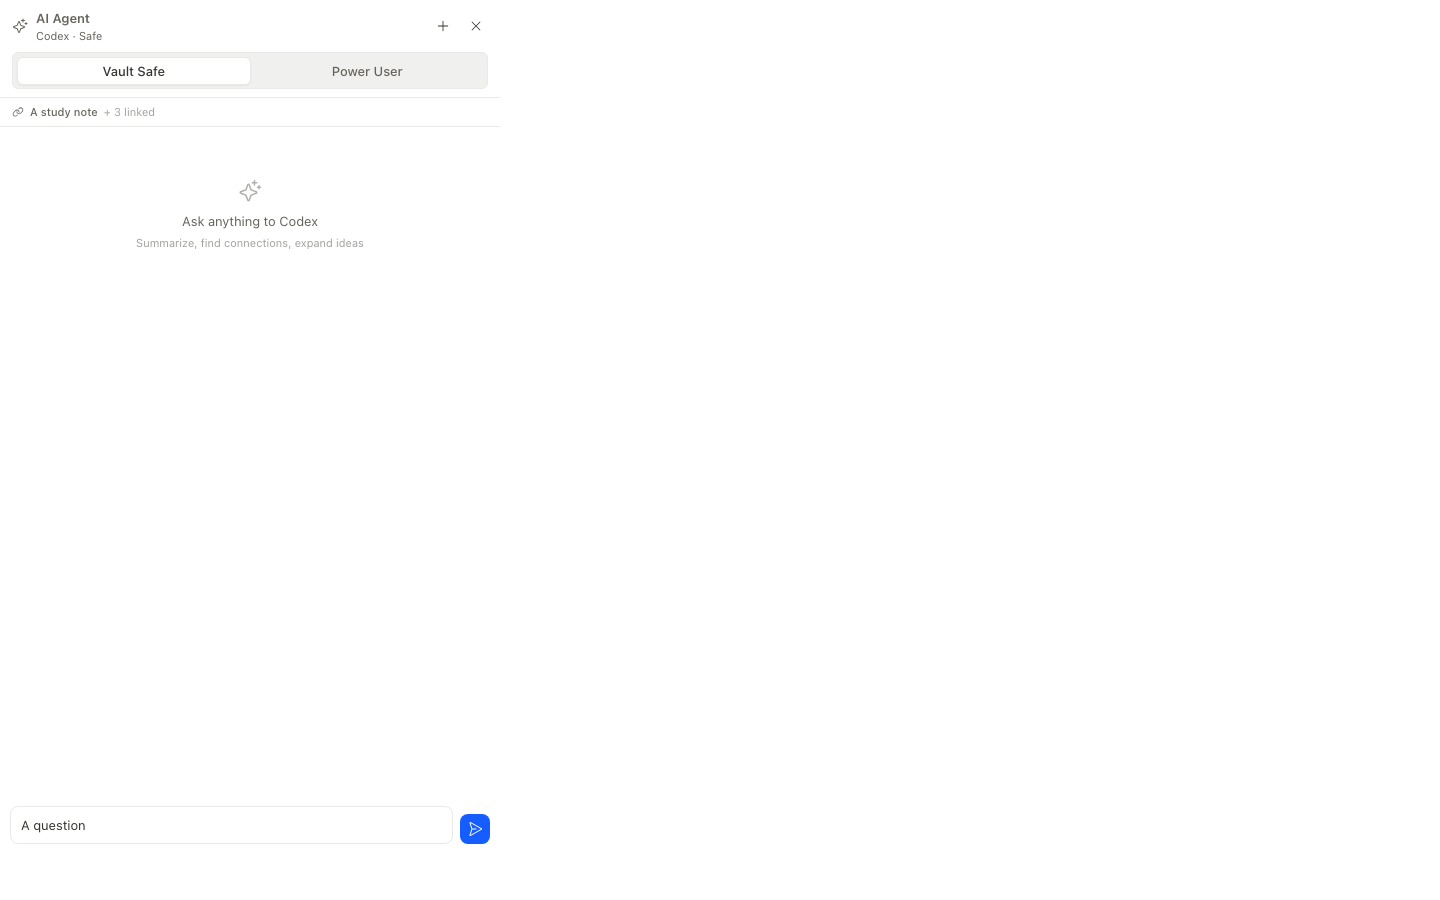 AI Agent
Codex · Safe
Vault Safe
Power User
A study note + 3 linked
Ask anything to Codex
Summarize, find connections, expand ideas
A question